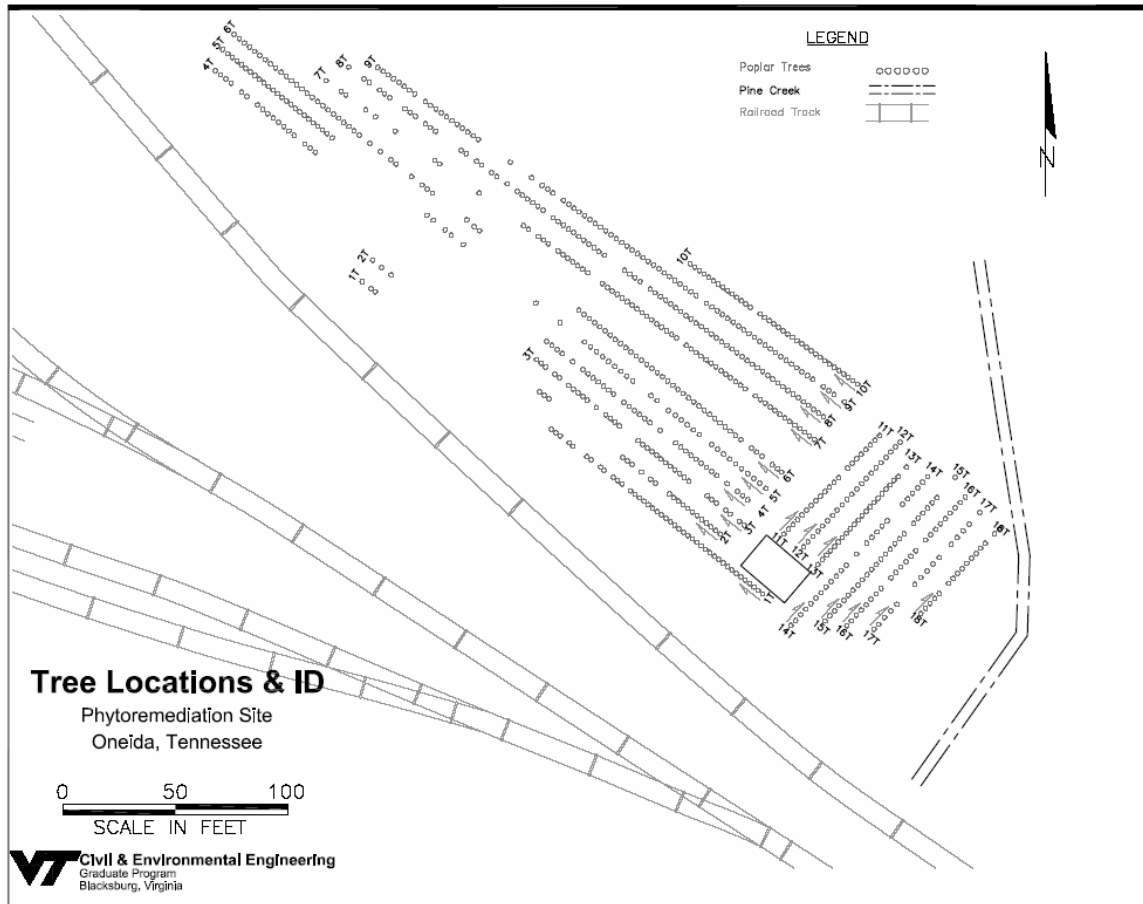 LEGEND
Poplar Trees
Pine Creek
Railroad Track
N
6T
5T
4T
7T
8T
9T
2T
1T
10T
3T
10T
9T
8T
7T
6T
5T
4T
3T
2T
1T
11T
12T
13T
14T
15T
16T
17T
18T
11T
12T
13T
14T
15T
16T
17T
18T
Tree Locations & ID
Phytoremediation Site
Oneida, Tennessee
0 50 100
SCALE IN FEET
VT Civil & Environmental Engineering
Graduate Program
Blacksburg, Virginia